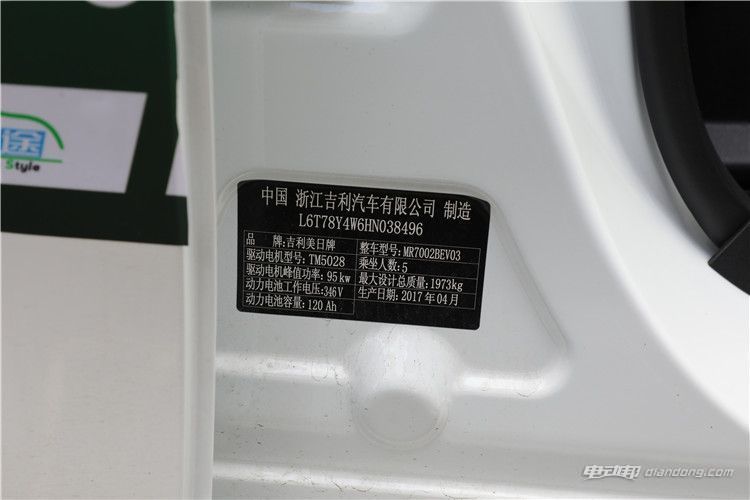 途
Style
中国 浙江吉利汽车有限公司 制造
L6T78Y4W6HN038496
品 牌:吉利美日牌 整车型号:MR7002BEV03
驱动电机型号:TM5028 乘坐人数:5
驱动电机峰值功率:95kw 最大设计总质量:1973kg
动力电池工作电压:346V 生产日期:2017年04月
动力电池容量:120 Ah
电动邦 diandong.com